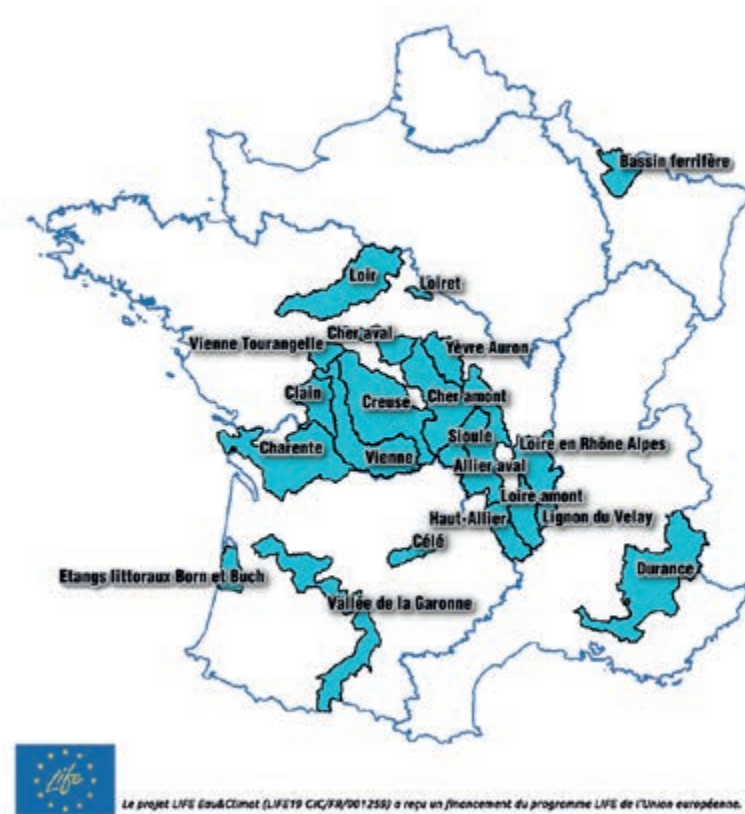 Bassin ferrifère
Loir
Loiret
Cher aval
Vienne Tourangelle
Yèvre Auron
Clain
Creuse
Cher amont
Charente
Vienne
Sioule
Loire en Rhône Alpes
Allier aval
Loire amont
Haut-Allier
Lignon du Velay
Célé
Etangs littoraux Born et Buch
Durance
Vallée de la Garonne
Life
Le projet LIFE Eau&Climat (LIFE19 GIC/FR/001259) a reçu un financement du programme LIFE de l'Union européenne.